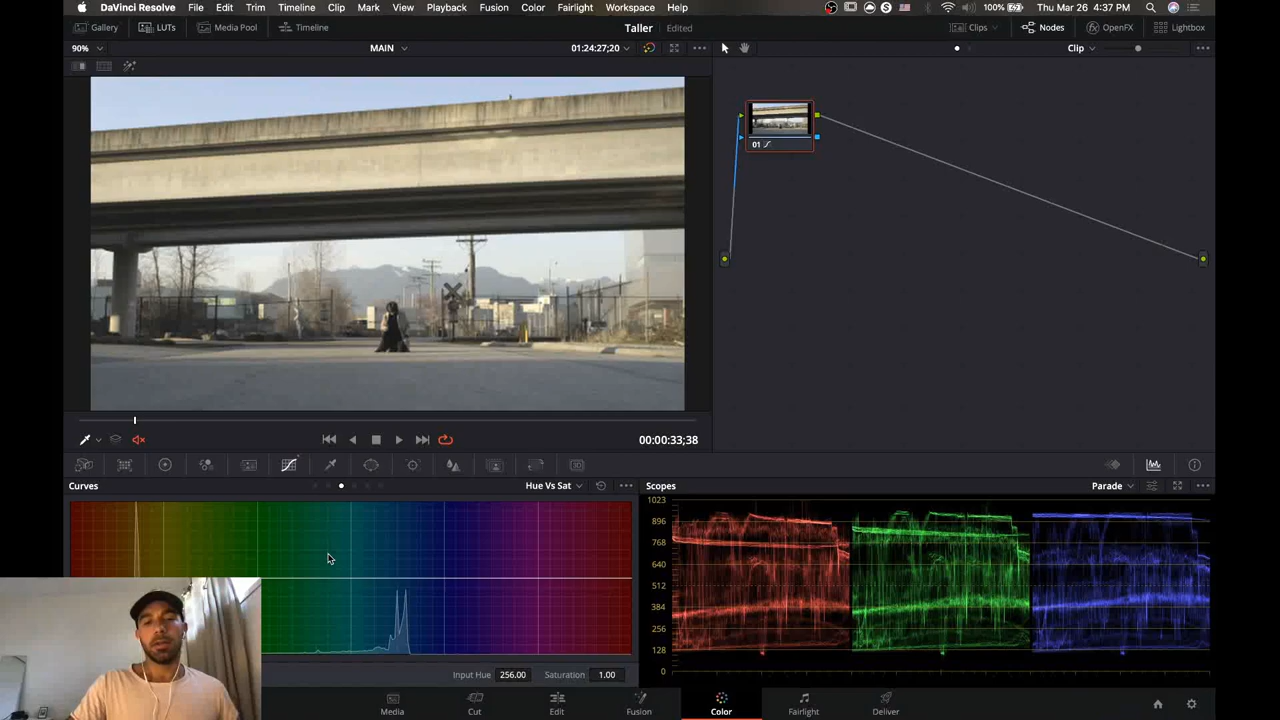 DaVinci Resolve File Edit Trim Timeline Clip Mark View Playback Fusion Color Fairlight Workspace Help 100% Thu Mar 26 4:37 PM
Gallery LUTs Media Pool Timeline Taller Edited Clips Nodes OpenFX Lightbox
90% MAIN 01:24:27;20 Clip
01
00:00:33;38
Curves Hue Vs Sat Scopes Parade
1023
896
768
640
512
384
256
128
0
Input Hue 256.00 Saturation 1.00
Media Cut Edit Fusion Color Fairlight Deliver